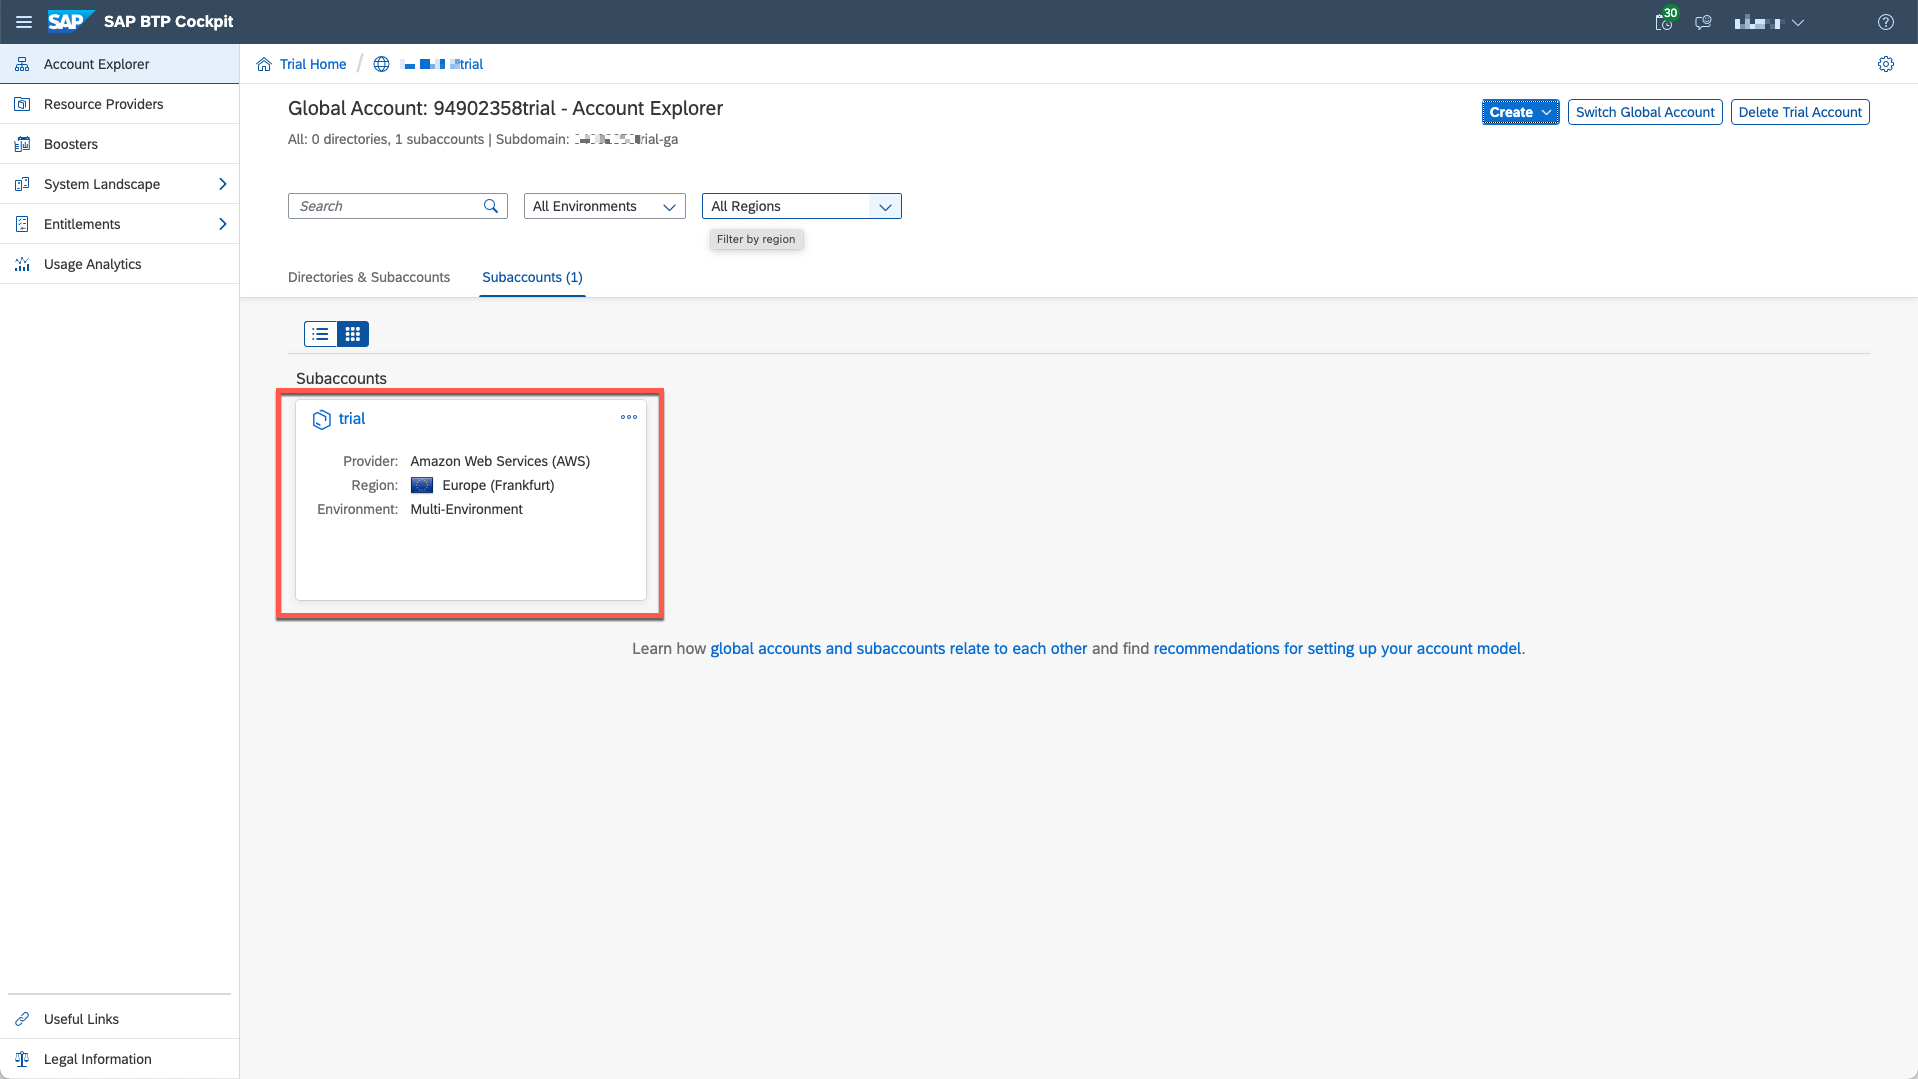 SAP SAP BTP Cockpit
30
Account Explorer
Resource Providers
Boosters
System Landscape
Entitlements
Usage Analytics
Trial Home / trial
Global Account: 94902358trial - Account Explorer
Create
Switch Global Account
Delete Trial Account
All: 0 directories, 1 subaccounts | Subdomain: rial-ga
Search
All Environments
All Regions
Filter by region
Directories & Subaccounts
Subaccounts (1)
Subaccounts
trial
Provider: Amazon Web Services (AWS)
Region: Europe (Frankfurt)
Environment: Multi-Environment
Learn how global accounts and subaccounts relate to each other and find recommendations for setting up your account model.
Useful Links
Legal Information